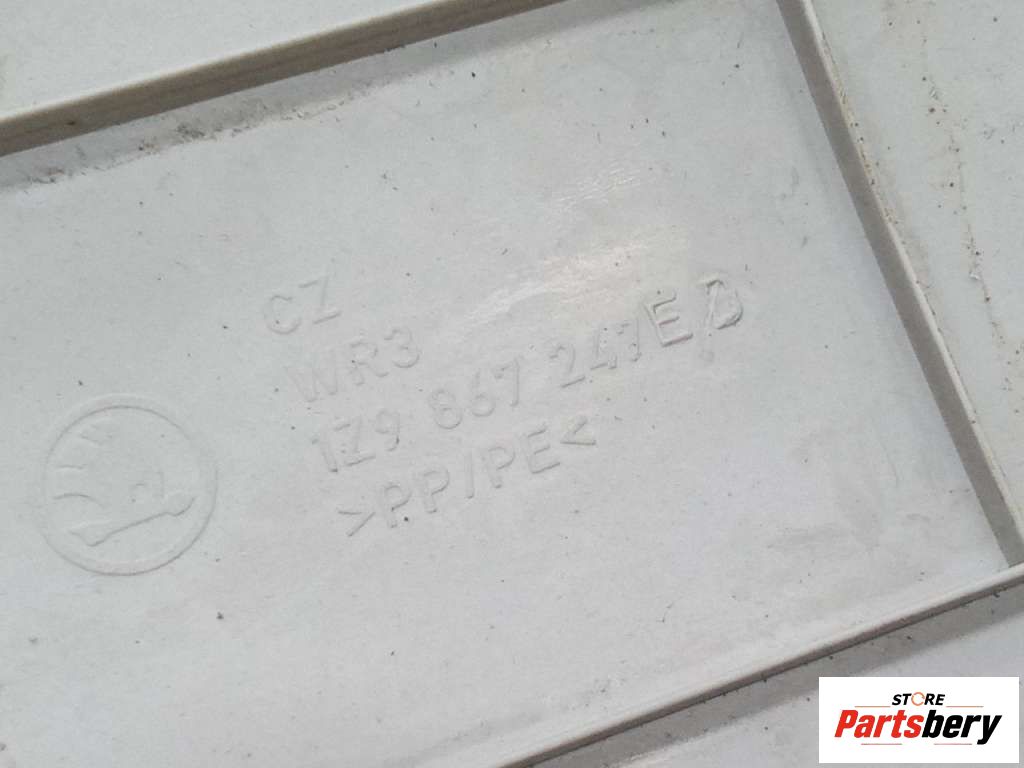 CZ
WR3
1Z9 867 247 E D
>PP/PE<
STORE
Partsbery